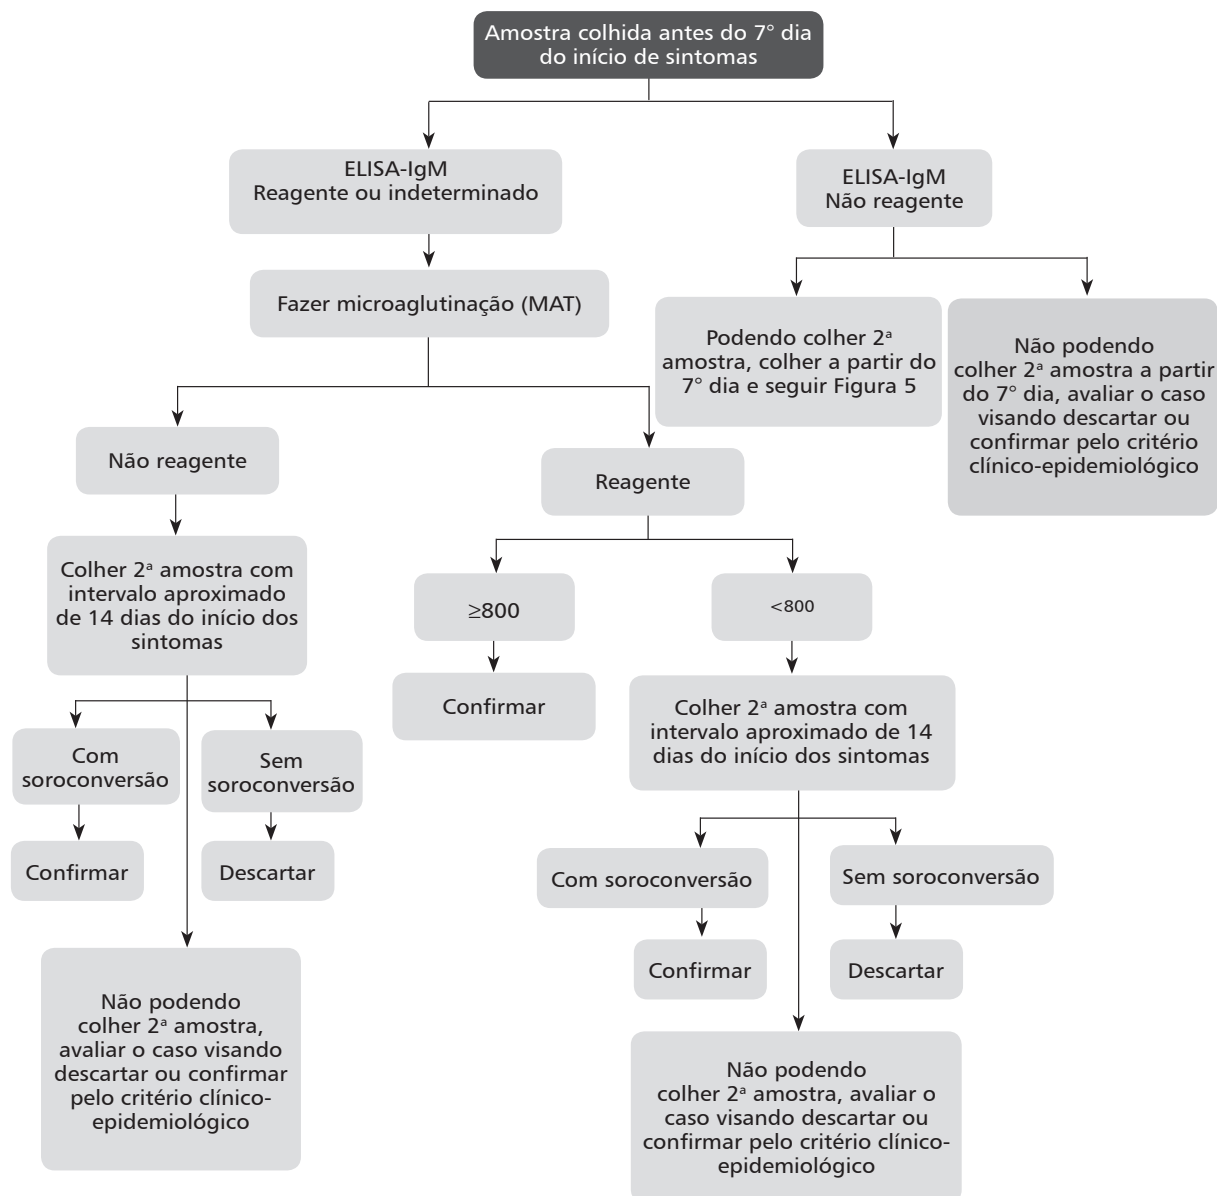 Amostra colhida antes do 7° dia
do início de sintomas
ELISA-IgM
Reagente ou indeterminado
ELISA-IgM
Não reagente
Fazer microaglutinação (MAT)
Podendo colher 2ª
amostra, colher a partir do
7° dia e seguir Figura 5
Não podendo
colher 2ª amostra a partir
do 7° dia, avaliar o caso
visando descartar ou
confirmar pelo critério
clínico-epidemiológico
Não reagente
Reagente
Colher 2ª amostra com
intervalo aproximado
de 14 dias do início dos
sintomas
≥800
<800
Confirmar
Colher 2ª amostra com
intervalo aproximado de 14
dias do início dos sintomas
Com
soroconversão
Sem
soroconversão
Confirmar
Descartar
Com soroconversão
Sem soroconversão
Confirmar
Descartar
Não podendo
colher 2ª amostra,
avaliar o caso visando
descartar ou confirmar
pelo critério clínico-
epidemiológico
Não podendo
colher 2ª amostra, avaliar o
caso visando descartar ou
confirmar pelo critério clínico-
epidemiológico